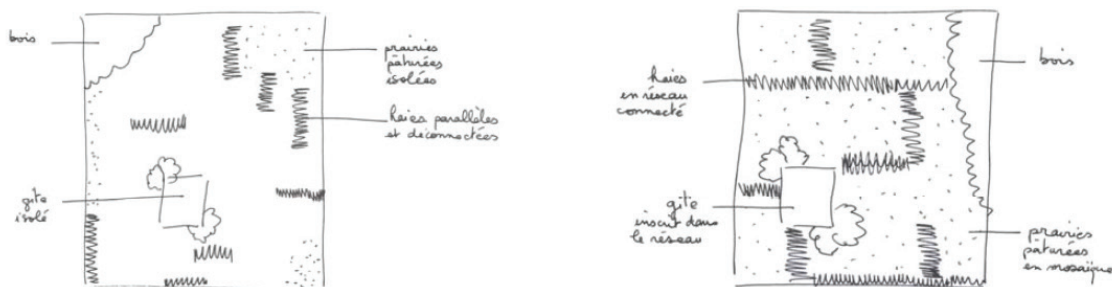 bois
prairies
pâturées
isolées
haies parallèles
et déconnectées
gîte
isolé
haies
en réseau
connecté
bois
gîte
inscrit dans
le réseau
prairies
pâturées
en mosaïque